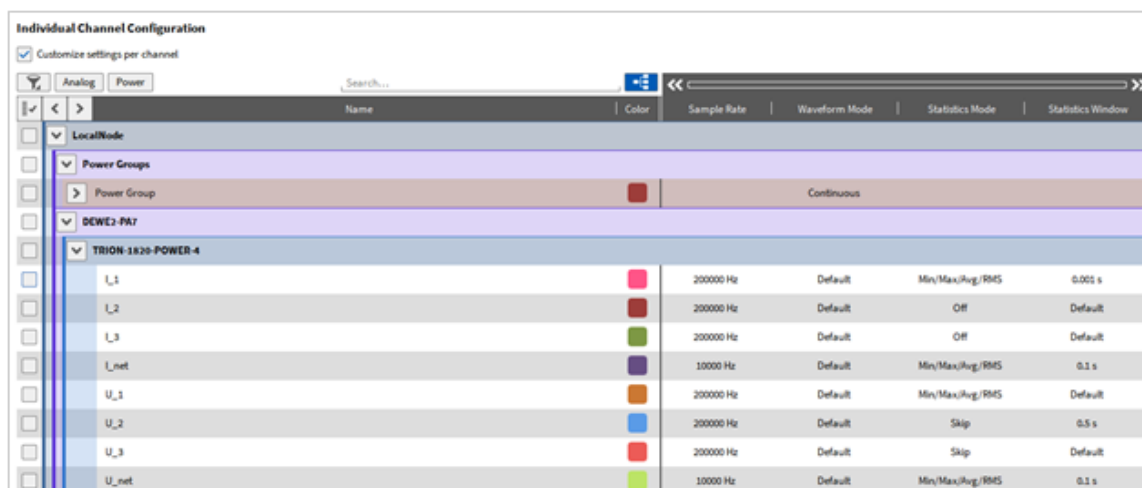 Individual Channel Configuration
Customize settings per channel
Analog Power Search...
Name Color Sample Rate Waveform Mode Statistics Mode Statistics Window
LocalNode
Power Groups
Power Group Continuous
DEWE2-PA7
TRION-1820-POWER-4
I_1 200000 Hz Default Min/Max/Avg/RMS 0.001 s
I_2 200000 Hz Default Off Default
I_3 200000 Hz Default Off Default
I_net 10000 Hz Default Min/Max/Avg/RMS 0.1 s
U_1 200000 Hz Default Min/Max/Avg/RMS Default
U_2 200000 Hz Default Skip 0.5 s
U_3 200000 Hz Default Skip Default
U_net 10000 Hz Default Min/Max/Avg/RMS 0.1 s